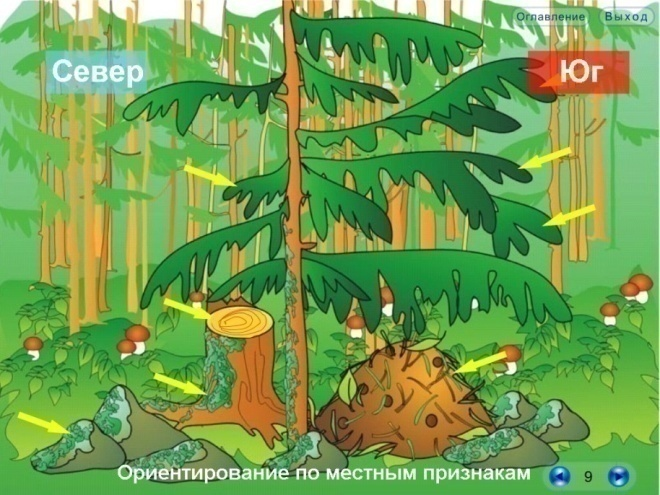 Оглавление Выход
Север Юг
Ориентирование по местным признакам 9